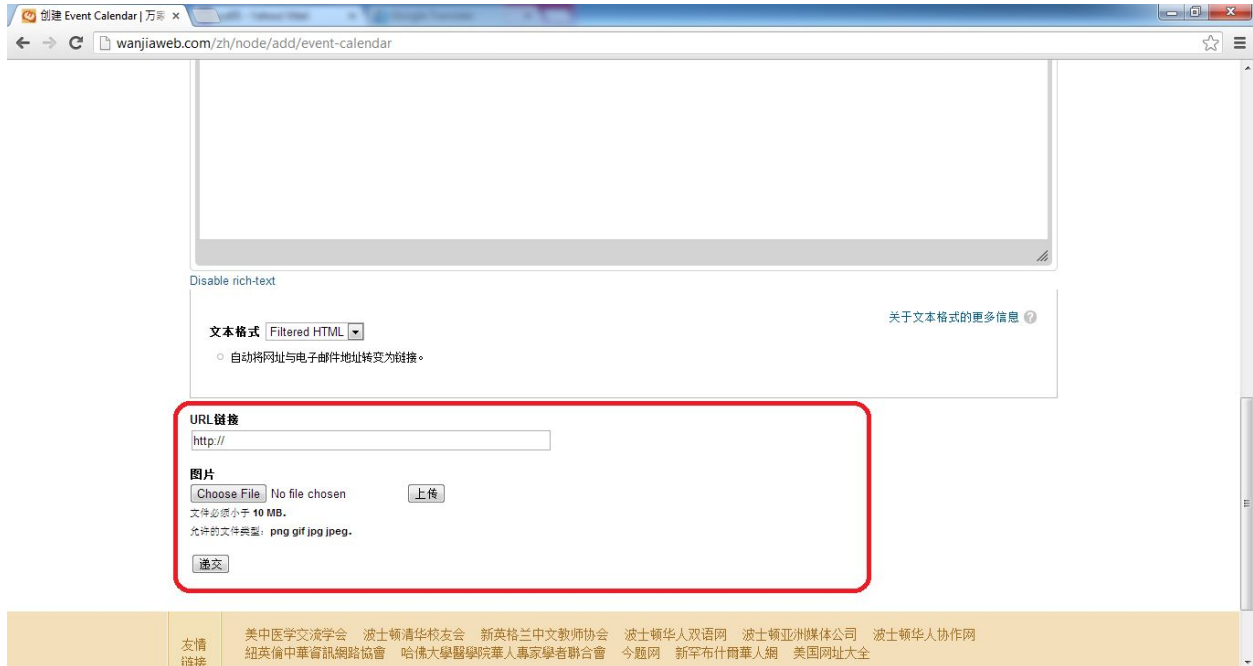 创建 Event Calendar | 万家
wanjiaweb.com/zh/node/add/event-calendar
Disable rich-text
关于文本格式的更多信息
文本格式 Filtered HTML
自动将网址与电子邮件地址转变为链接。
URL链接
http://
图片
Choose File No file chosen 上传
文件必须小于 10 MB.
允许的文件类型：png gif jpg jpeg.
递交
友情 美中医学交流学会 波士顿清华校友会 新英格兰中文教师协会 波士顿华人双语网 波士顿亚洲媒体公司 波士顿华人协作网
链接 紐英倫中華資訊網路協會 哈佛大學醫學院華人專家學者聯合會 今题网 新罕布什爾華人網 美国网址大全